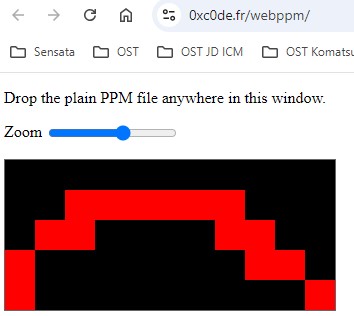 0xc0de.fr/webppm/
Sensata OST OST JD ICM OST Komatsu
Drop the plain PPM file anywhere in this window.
Zoom